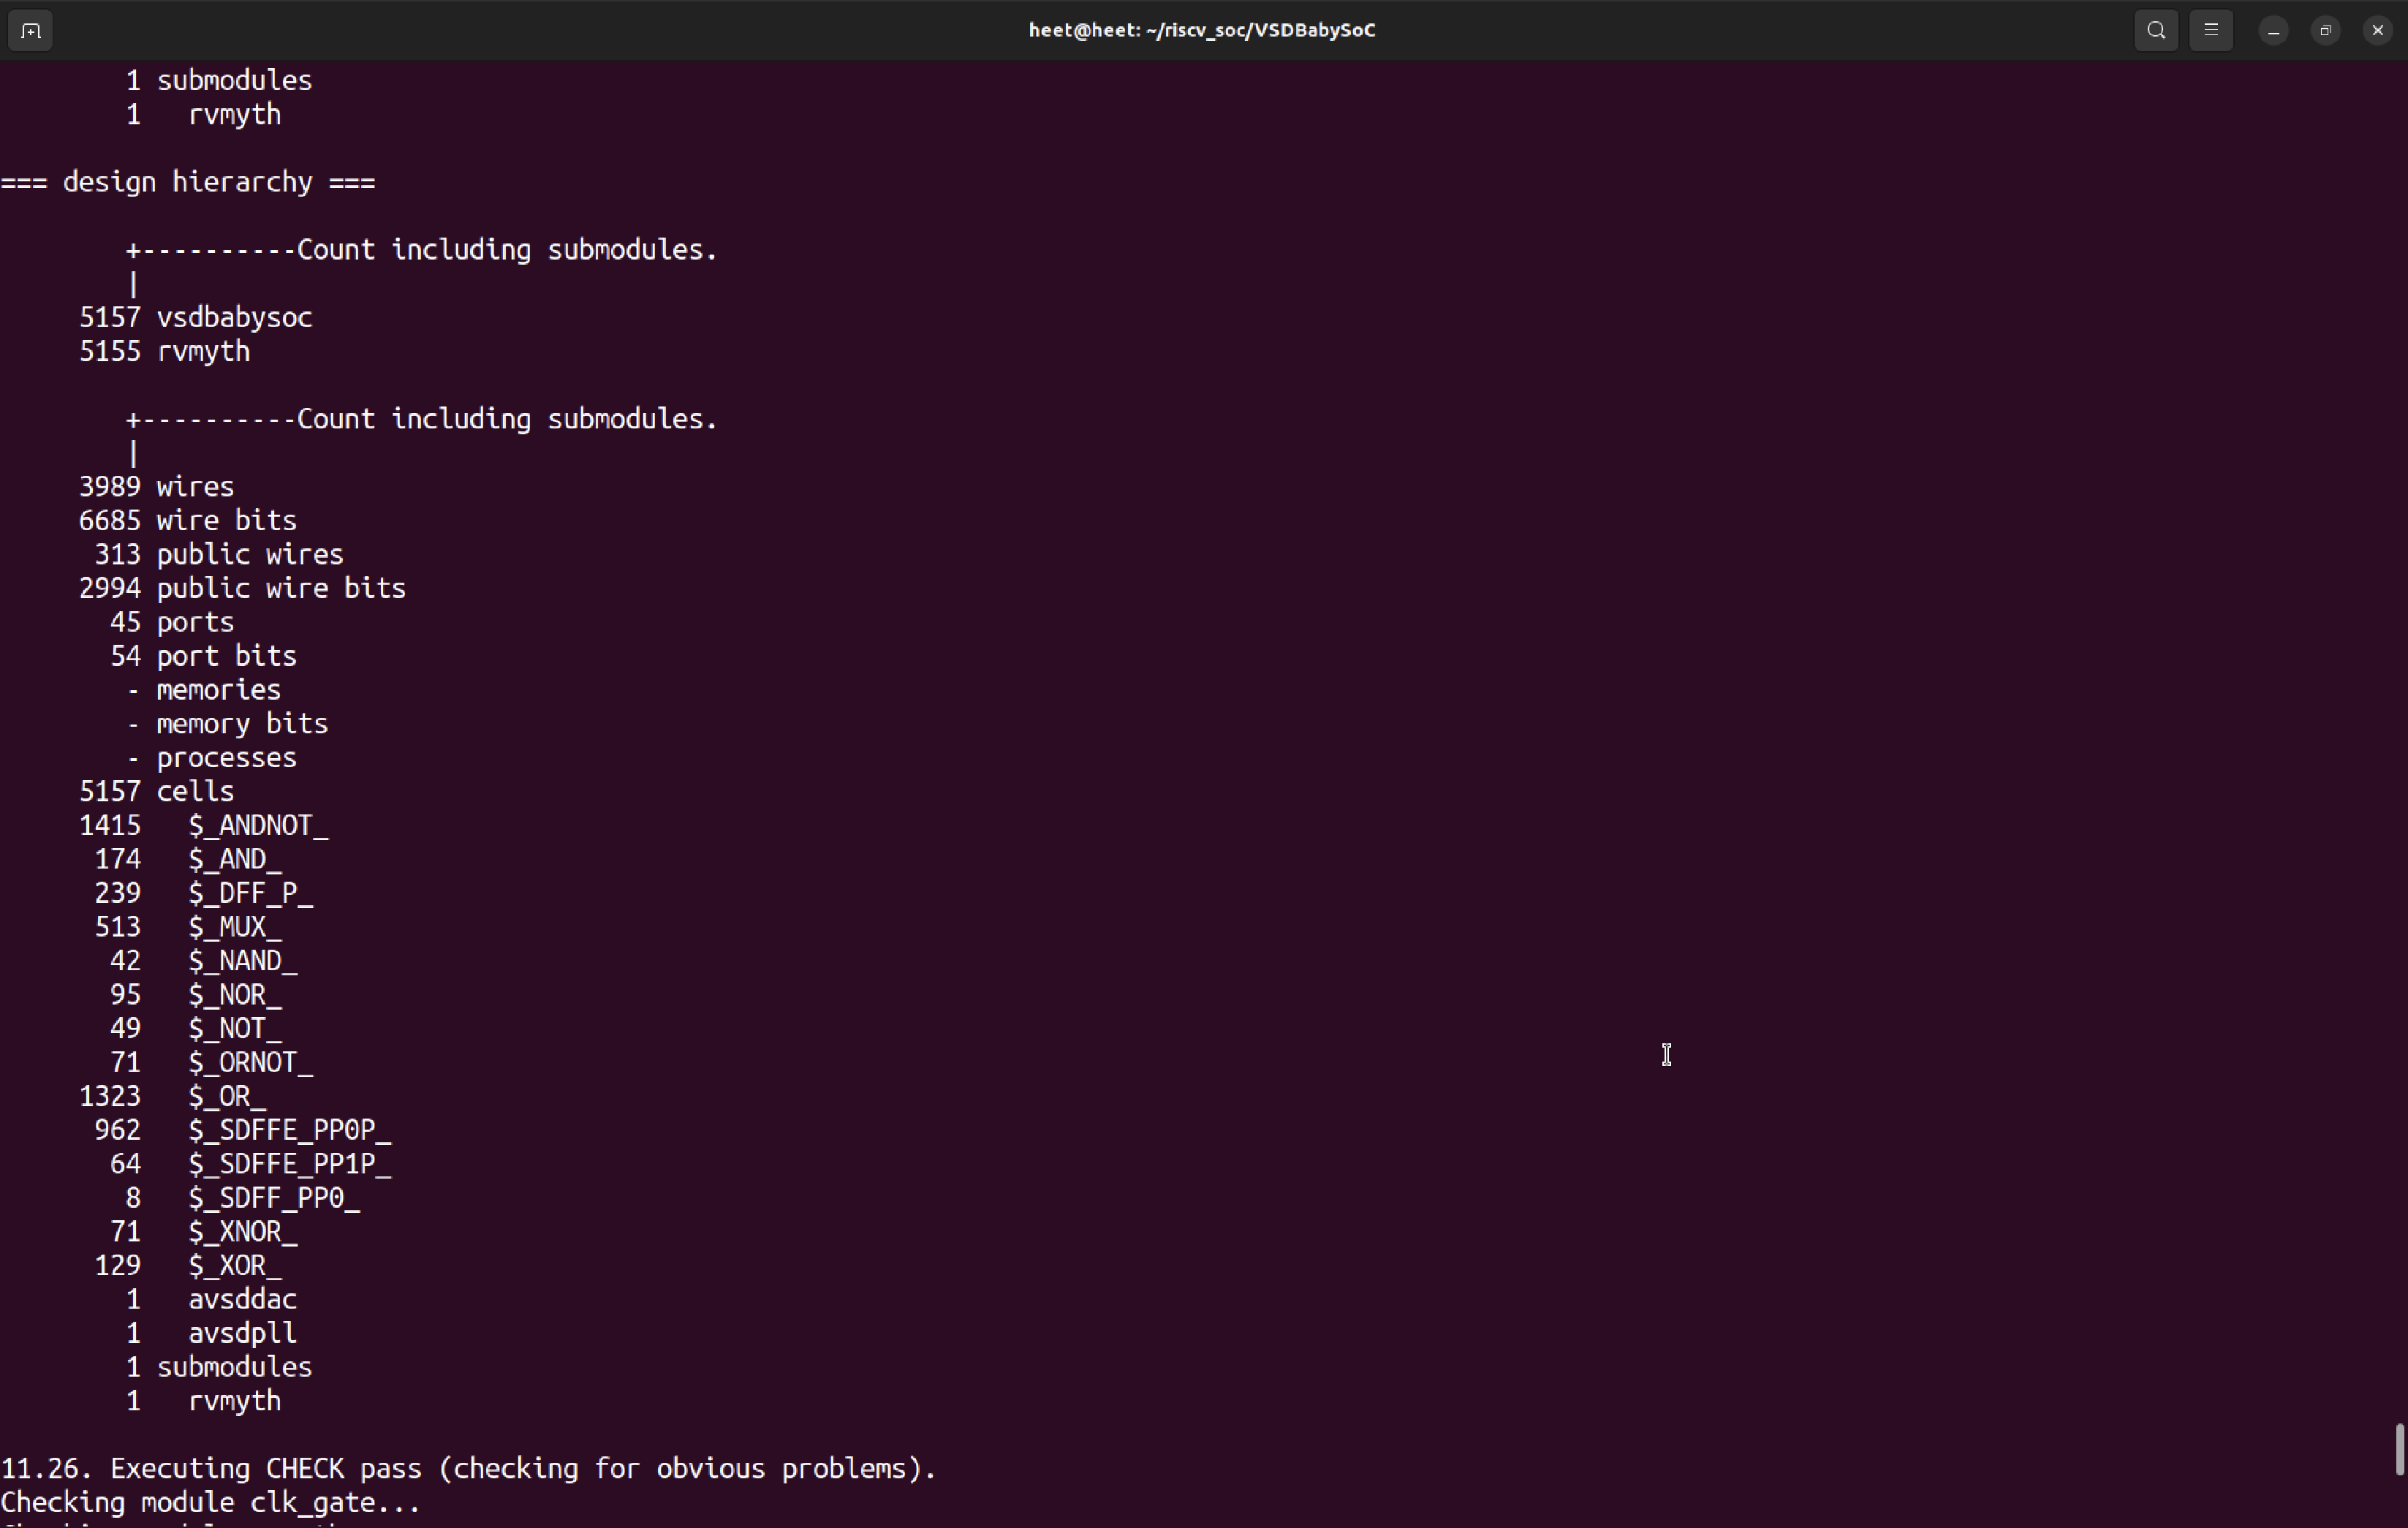 heet@heet: ~/riscv_soc/VSDBabySoC
1 submodules
1   rvmyth
=== design hierarchy ===
+----------Count including submodules.
|
5157 vsdbabysoc
5155 rvmyth
+----------Count including submodules.
|
3989 wires
6685 wire bits
313 public wires
2994 public wire bits
45 ports
54 port bits
- memories
- memory bits
- processes
5157 cells
1415   $_ANDNOT_
174   $_AND_
239   $_DFF_P_
513   $_MUX_
42   $_NAND_
95   $_NOR_
49   $_NOT_
71   $_ORNOT_
1323   $_OR_
962   $_SDFFE_PP0P_
64   $_SDFFE_PP1P_
8   $_SDFF_PP0_
71   $_XNOR_
129   $_XOR_
1   avsddac
1   avsdpll
1 submodules
1   rvmyth
11.26. Executing CHECK pass (checking for obvious problems).
Checking module clk_gate...